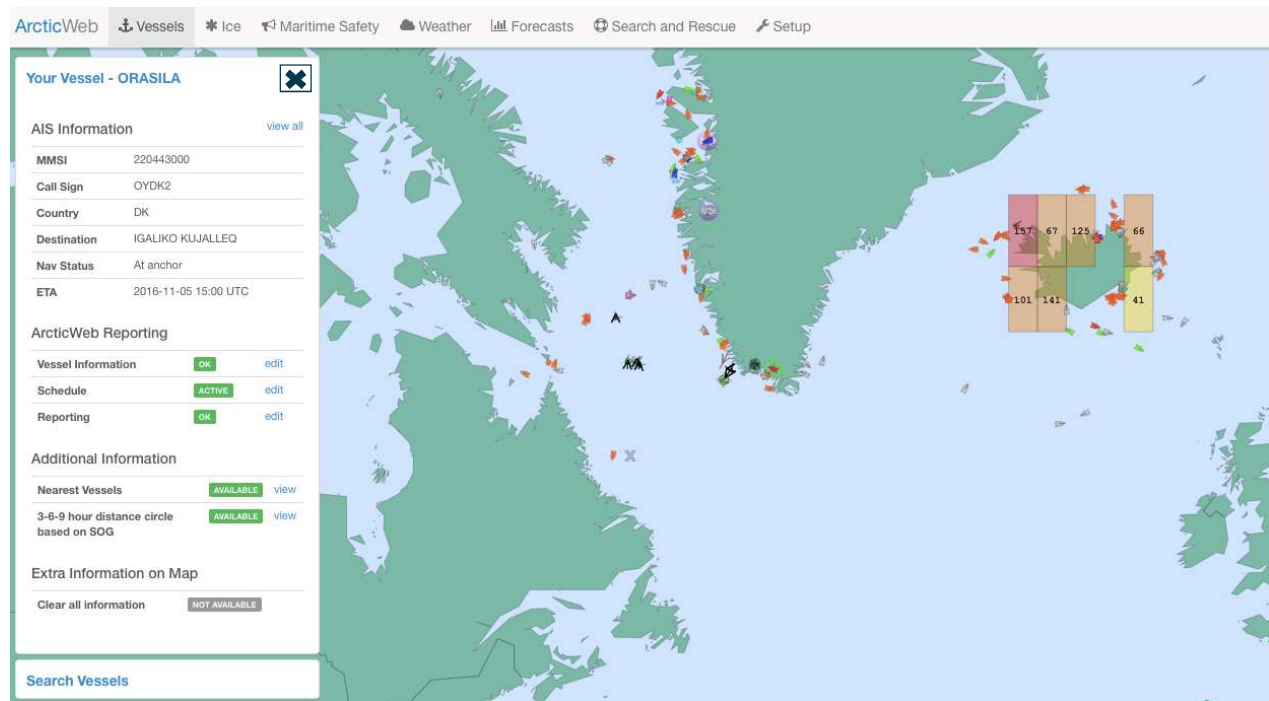 ArcticWeb Vessels Ice Maritime Safety Weather Forecasts Search and Rescue Setup
Your Vessel - ORASILA
AIS Information view all
MMSI 220443000
Call Sign OYDK2
Country DK
Destination IGALIKO KUJALLEQ
Nav Status At anchor
ETA 2016-11-05 15:00 UTC
ArcticWeb Reporting
Vessel Information OK edit
Schedule ACTIVE edit
Reporting OK edit
Additional Information
Nearest Vessels AVAILABLE view
3-6-9 hour distance circle AVAILABLE view
based on SOG
Extra Information on Map
Clear all information NOT AVAILABLE
Search Vessels
157 67 125 66
101 141 41